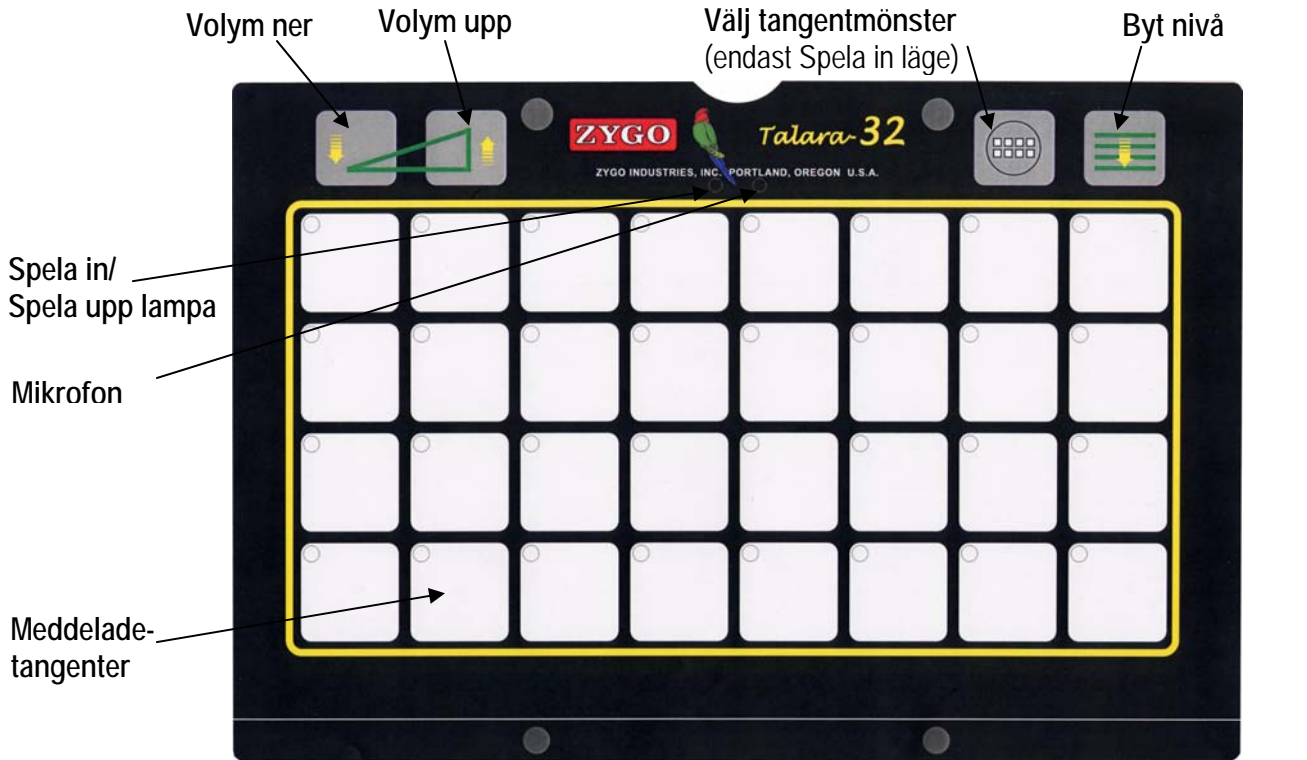 Volym ner
Volym upp
Välj tangentmönster
(endast Spela in läge)
Byt nivå
ZYGO
Talara-32
ZYGO INDUSTRIES, INC. PORTLAND, OREGON U.S.A.
Spela in/
Spela upp lampa
Mikrofon
Meddelade-
tangenter